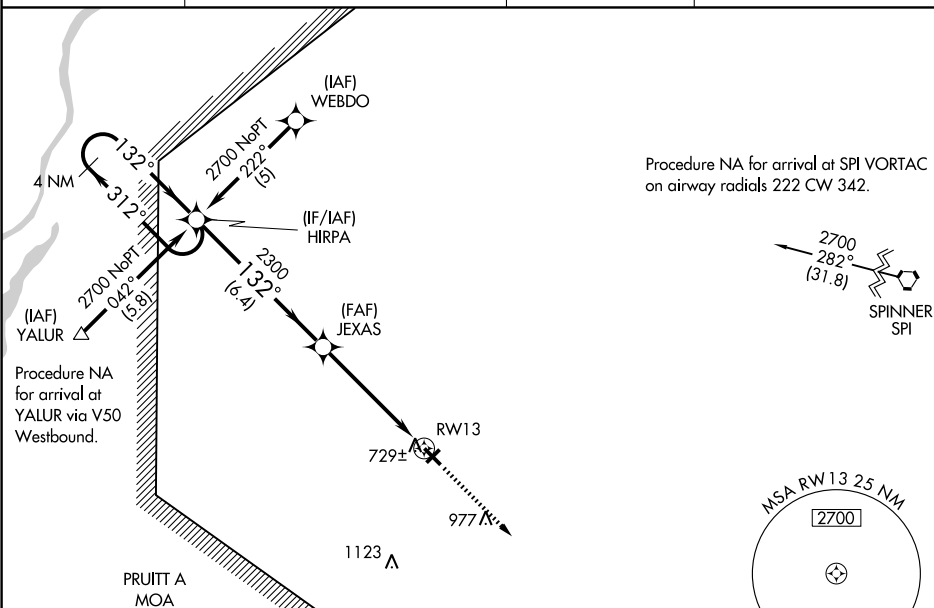 (IAF)
WEBDO
2700 NoPT
222°
(5)
132°
4 NM
312°
(IF/IAF)
HIRPA
2700 NoPT
042°
(5.8)
(IAF)
YALUR
Procedure NA
for arrival at
YALUR via V50
Westbound.
2300
132°
(6.4)
(FAF)
JEXAS
Procedure NA for arrival at SPI VORTAC
on airway radials 222 CW 342.
2700
282°
(31.8)
SPINNER
SPI
RW13
729±
977
1123
PRUITT A
MOA
MSA RW13 25 NM
2700